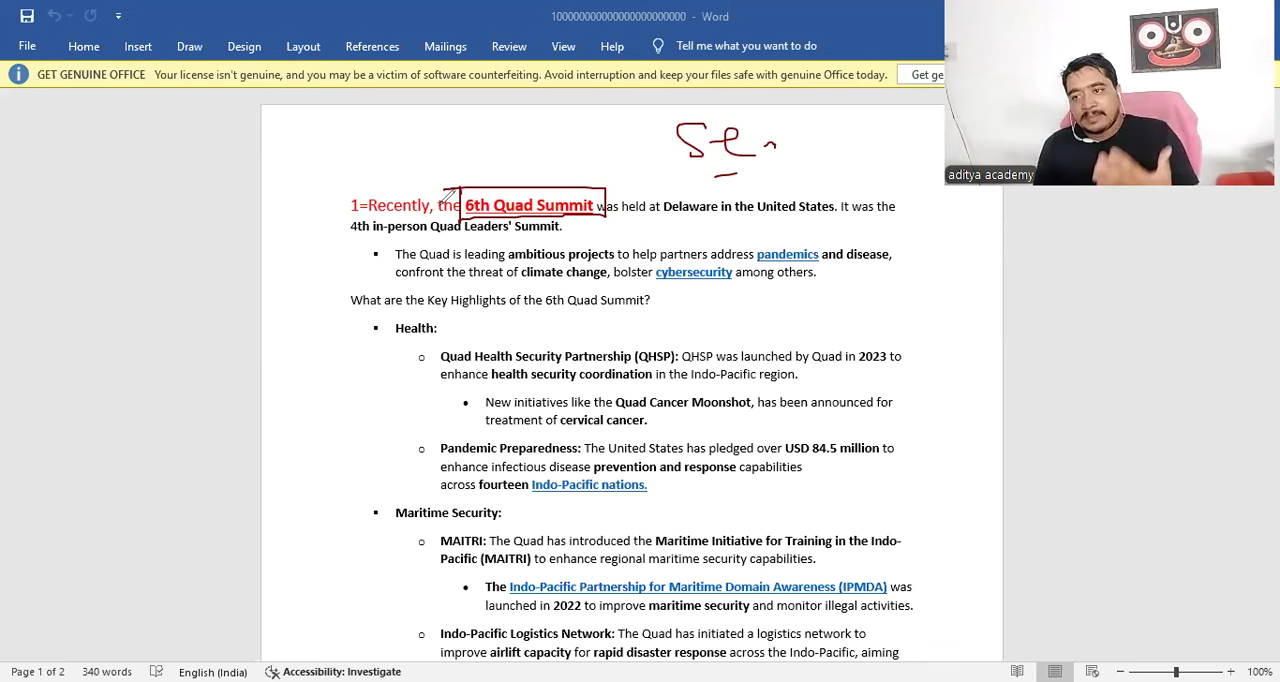 10000000000000000000000 - Word
File Home Insert Draw Design Layout References Mailings Review View Help Tell me what you want to do
GET GENUINE OFFICE Your license isn't genuine, and you may be a victim of software counterfeiting. Avoid interruption and keep your files safe with genuine Office today. Get ge
aditya academy
Se
1=Recently, the 6th Quad Summit was held at Delaware in the United States. It was the
4th in-person Quad Leaders' Summit.
▪ The Quad is leading ambitious projects to help partners address pandemics and disease,
confront the threat of climate change, bolster cybersecurity among others.
What are the Key Highlights of the 6th Quad Summit?
▪ Health:
o Quad Health Security Partnership (QHSP): QHSP was launched by Quad in 2023 to
enhance health security coordination in the Indo-Pacific region.
• New initiatives like the Quad Cancer Moonshot, has been announced for
treatment of cervical cancer.
o Pandemic Preparedness: The United States has pledged over USD 84.5 million to
enhance infectious disease prevention and response capabilities
across fourteen Indo-Pacific nations.
▪ Maritime Security:
o MAITRI: The Quad has introduced the Maritime Initiative for Training in the Indo-
Pacific (MAITRI) to enhance regional maritime security capabilities.
• The Indo-Pacific Partnership for Maritime Domain Awareness (IPMDA) was
launched in 2022 to improve maritime security and monitor illegal activities.
o Indo-Pacific Logistics Network: The Quad has initiated a logistics network to
improve airlift capacity for rapid disaster response across the Indo-Pacific, aiming
Page 1 of 2 340 words English (India) Accessibility: Investigate 100%